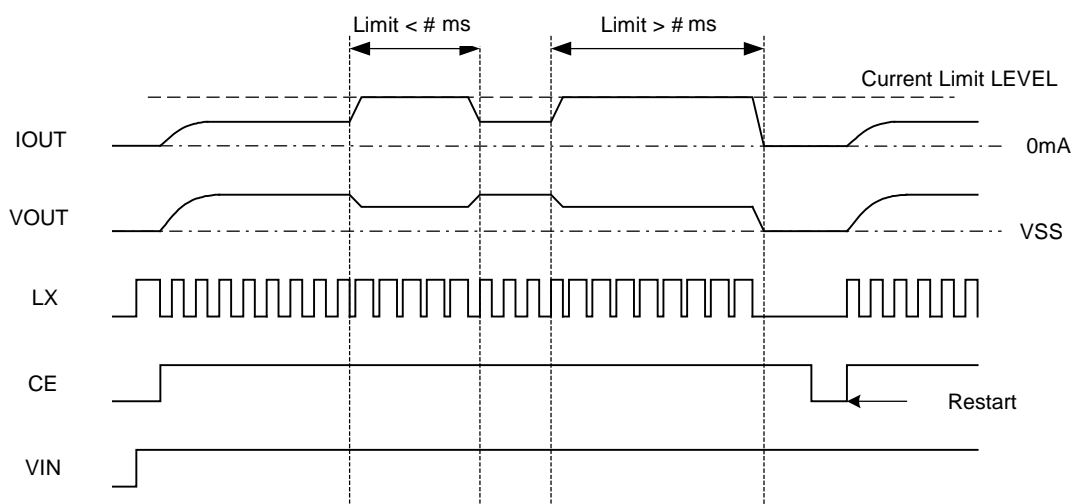 Limit < # ms
Limit > # ms
Current Limit LEVEL
IOUT
0mA
VOUT
VSS
LX
CE
Restart
VIN